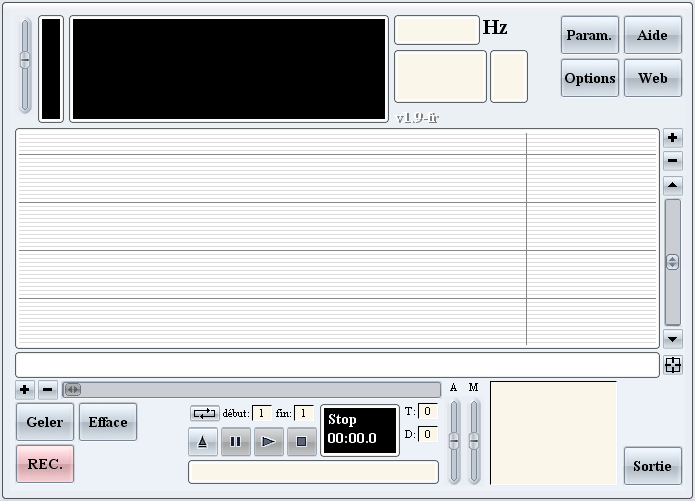 Hz
Param.
Aide
Options
Web
v1.9-fr
A
M
début: 1 fin: 1
T: 0
Stop
00:00.0
D: 0
Geler
Efface
REC.
Sortie